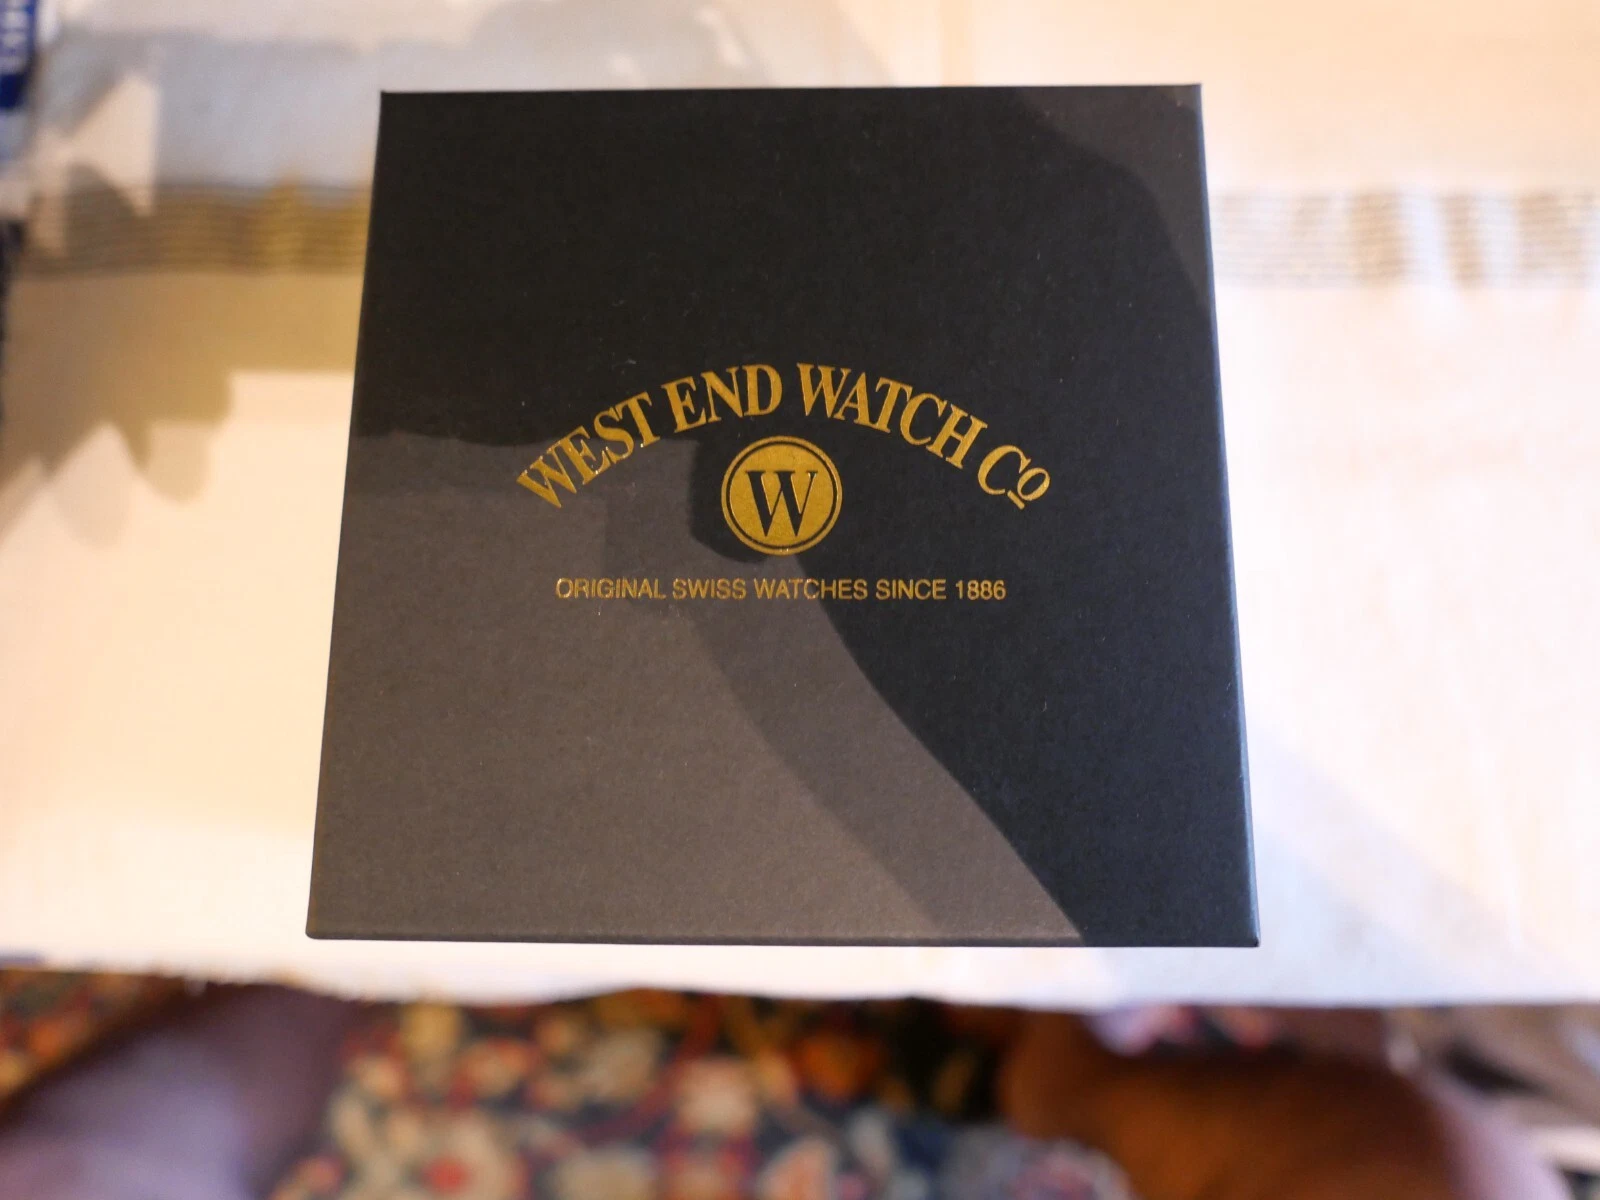 WEST END WATCH Co
W
ORIGINAL SWISS WATCHES SINCE 1886